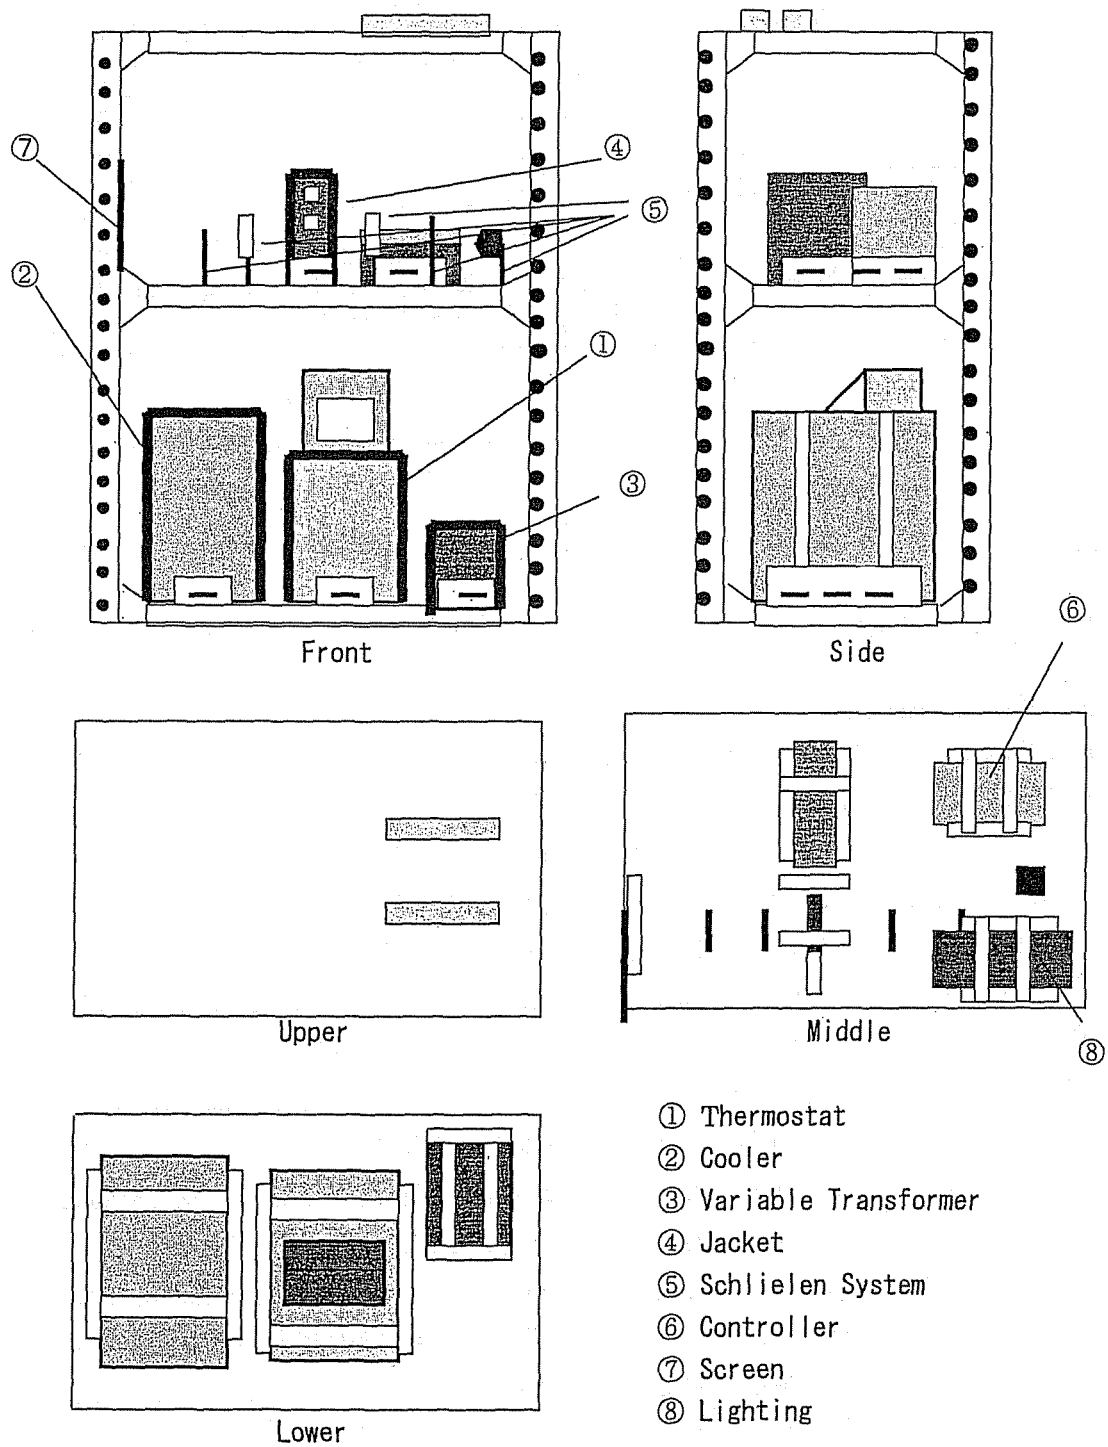 ④
⑦
⑤
②
①
③
⑥
Front
Side
Upper
Middle
⑧
① Thermostat
② Cooler
③ Variable Transformer
④ Jacket
⑤ Schlielen System
⑥ Controller
⑦ Screen
⑧ Lighting
Lower